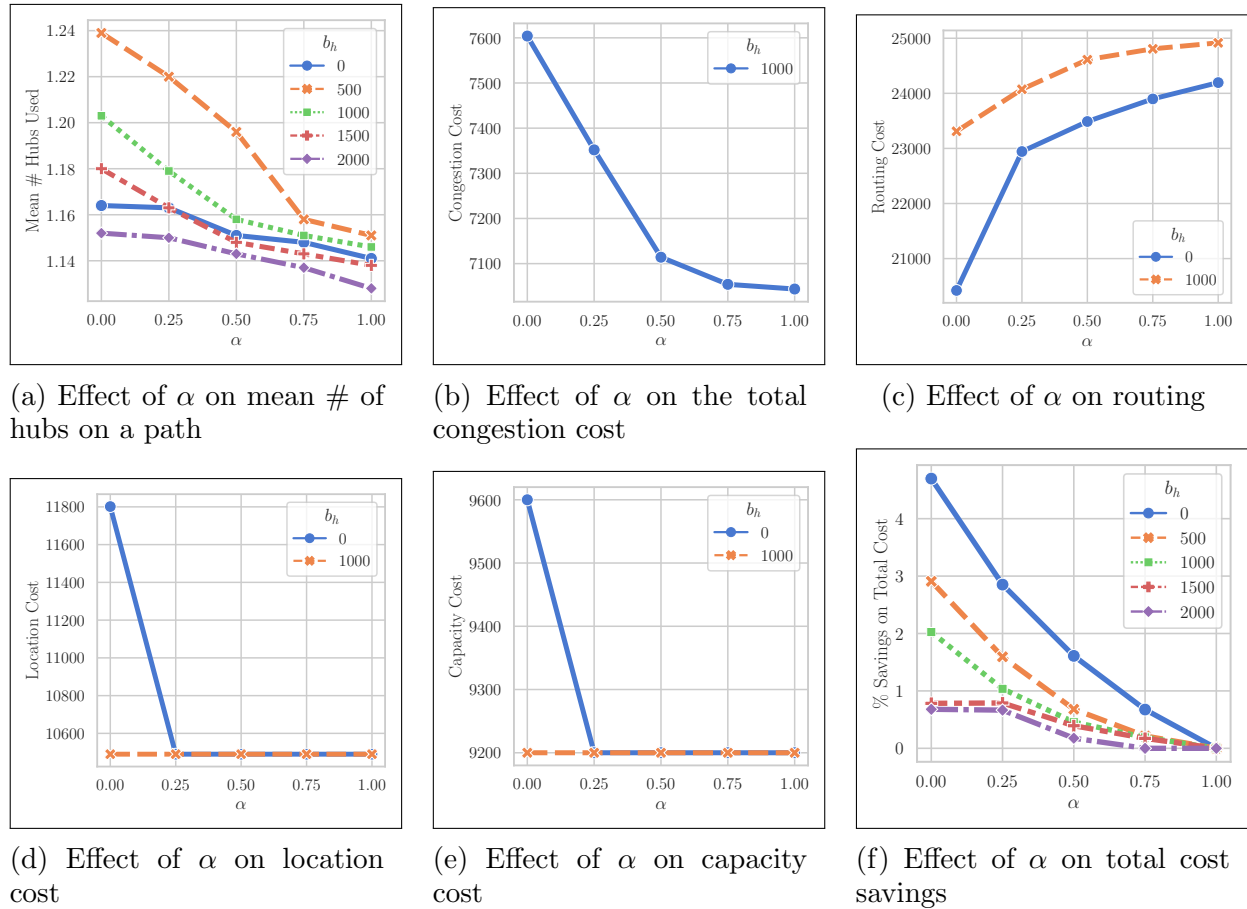 1.24
1.22
1.20
1.18
1.16
1.14
Mean # Hubs Used
b_h
0
500
1000
1500
2000
0.00 0.25 0.50 0.75 1.00
α
(a) Effect of α on mean # of
hubs on a path
7600
7500
7400
7300
7200
7100
Congestion Cost
b_h
1000
0.00 0.25 0.50 0.75 1.00
α
(b) Effect of α on the total
congestion cost
25000
24000
23000
22000
21000
Routing Cost
b_h
0
1000
0.00 0.25 0.50 0.75 1.00
α
(c) Effect of α on routing
11800
11600
11400
11200
11000
10800
10600
Location Cost
b_h
0
1000
0.00 0.25 0.50 0.75 1.00
α
(d) Effect of α on location
cost
9600
9500
9400
9300
9200
Capacity Cost
b_h
0
1000
0.00 0.25 0.50 0.75 1.00
α
(e) Effect of α on capacity
cost
4
3
2
1
0
% Savings on Total Cost
b_h
0
500
1000
1500
2000
0.00 0.25 0.50 0.75 1.00
α
(f) Effect of α on total cost
savings